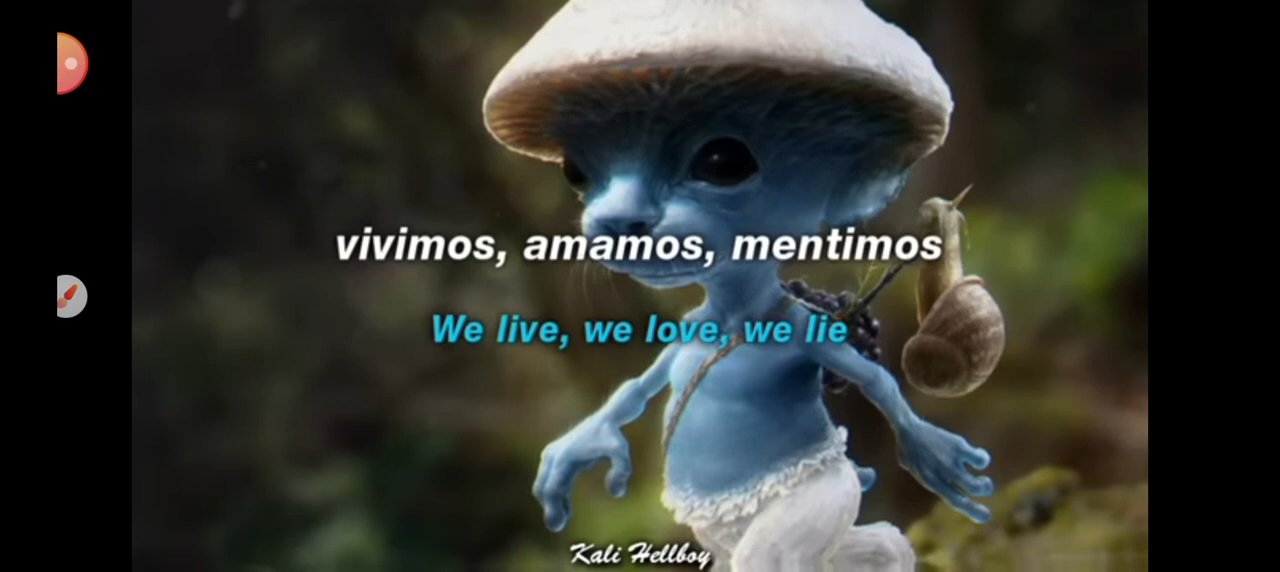 vivimos, amamos, mentimos
We live, we love, we lie
Kali Hellboy